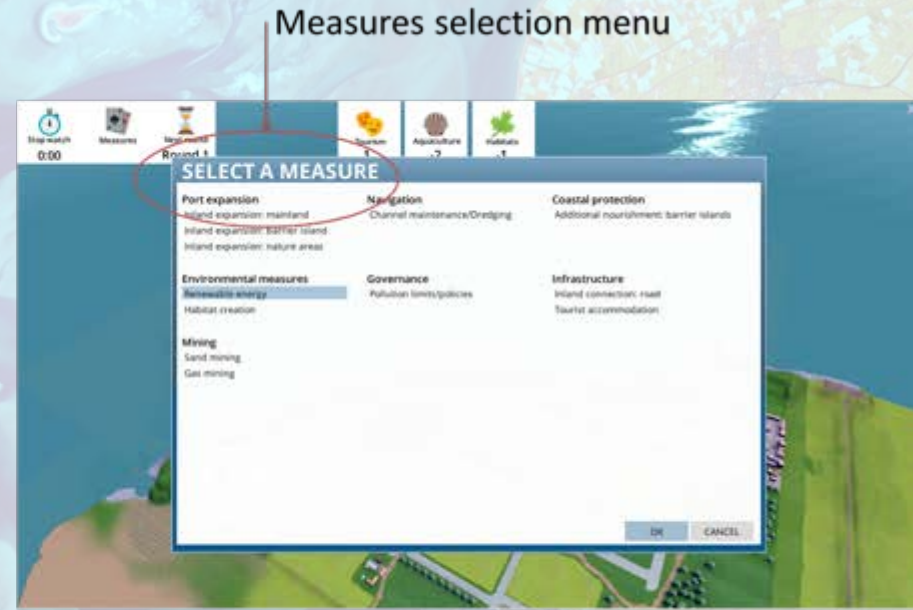 Measures selection menu
Stop watch
Measures
Next round
Tourism
Aquaculture
Habitats
0:00
Round 1
1
-2
-1
SELECT A MEASURE
Port expansion
Inland expansion: mainland
Inland expansion: barrier island
Inland expansion: nature areas
Navigation
Channel maintenance/Dredging
Coastal protection
Additional nourishment: barrier islands
Environmental measures
Renewable energy
Habitat creation
Governance
Pollution limits/policies
Infrastructure
Inland connection: road
Tourist accommodation
Mining
Sand mining
Gas mining
OK
CANCEL